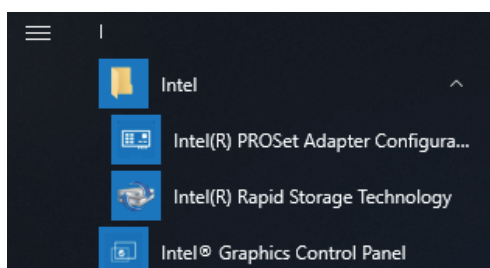 I
Intel
Intel(R) PROSet Adapter Configura...
Intel(R) Rapid Storage Technology
Intel® Graphics Control Panel